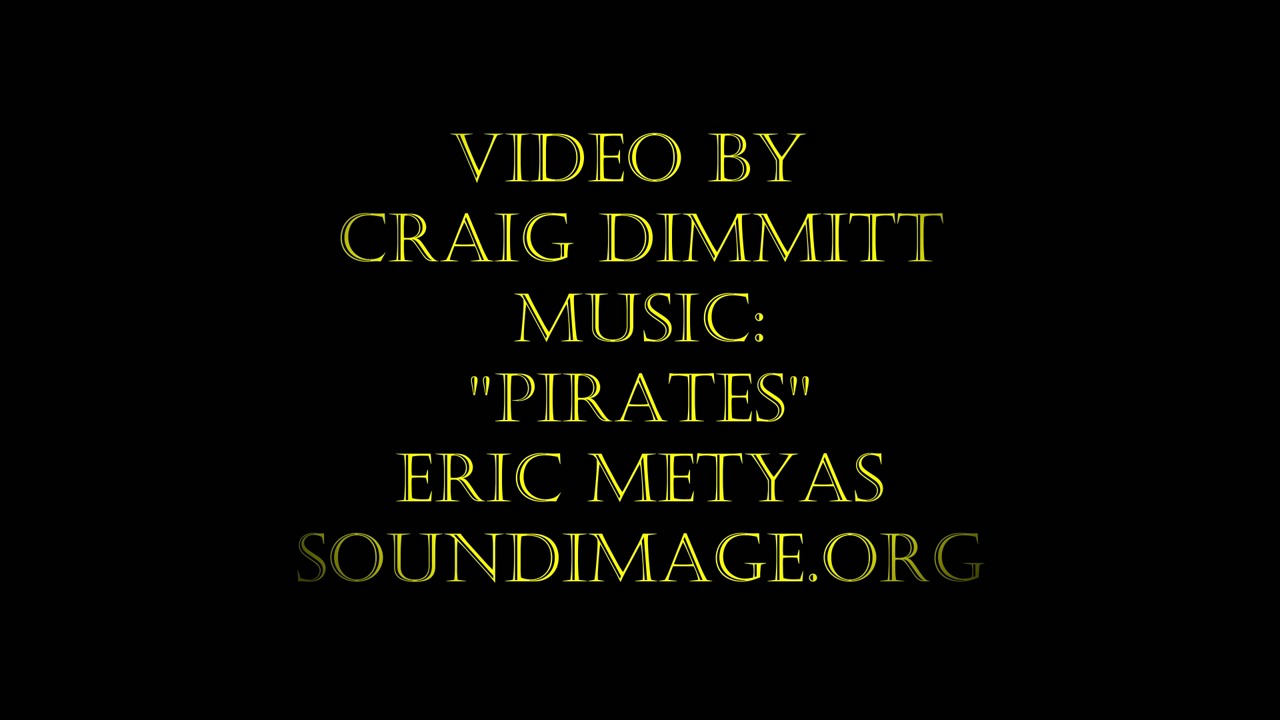 VIDEO BY
CRAIG DIMMITT
MUSIC:
"PIRATES"
ERIC METYAS
SOUNDIMAGE.ORG